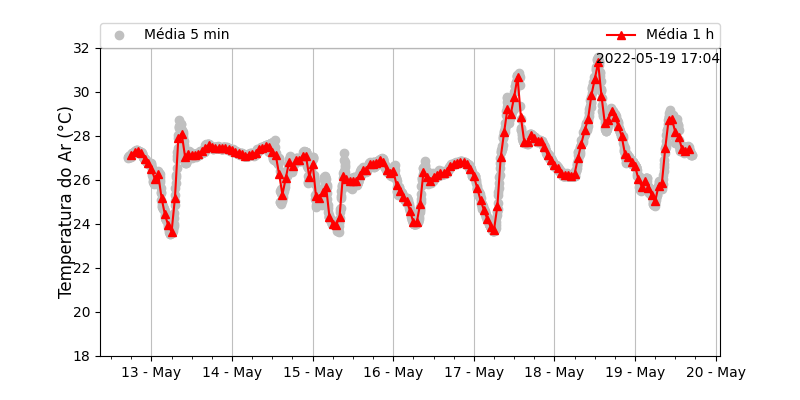 Média 5 min
Média 1 h
2022-05-19 17:04
Temperatura do Ar (°C)
32
30
28
26
24
22
20
18
13 - May
14 - May
15 - May
16 - May
17 - May
18 - May
19 - May
20 - May